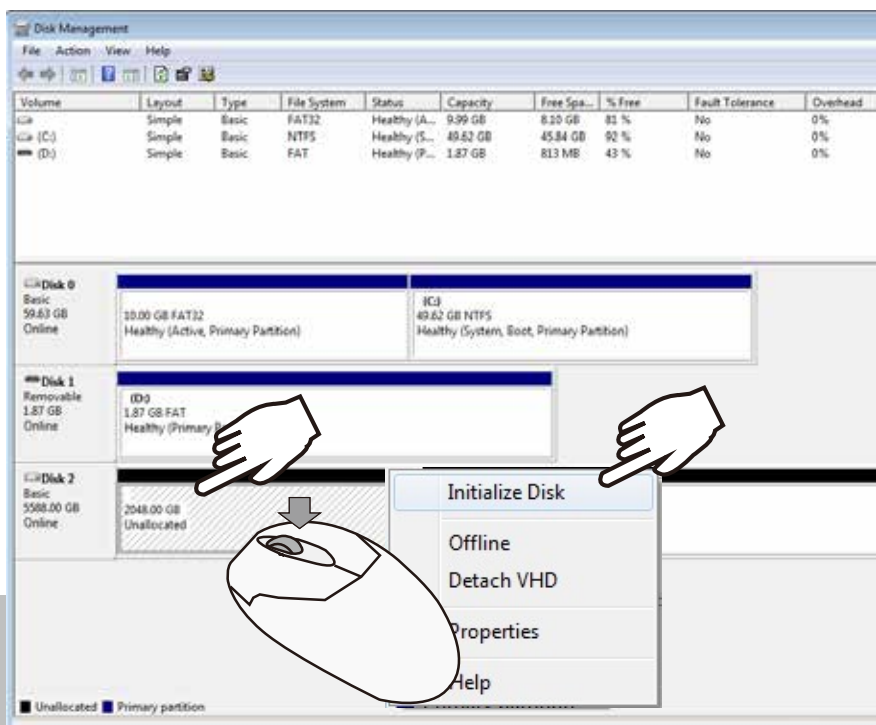 Disk Management
File Action View Help
Volume Layout Type File System Status Capacity Free Spa... % Free Fault Tolerance Overhead
Simple Basic FAT32 Healthy (A... 9.99 GB 8.20 GB 81 % No 0%
(C:) Simple Basic NTFS Healthy (S... 49.62 GB 45.84 GB 92 % No 0%
(D:) Simple Basic FAT Healthy (P... 1.87 GB 813 MB 43 % No 0%
Disk 0
Basic
59.63 GB
Online
10.00 GB FAT32
Healthy (Active, Primary Partition)
(C:)
49.62 GB NTFS
Healthy (System, Boot, Primary Partition)
Disk 1
Removable
1.87 GB
Online
(D:)
1.87 GB FAT
Healthy (Primary
Disk 2
Basic
5588.00 GB
Online
2048.00 GB
Unallocated
Initialize Disk
Offline
Detach VHD
Properties
Help
Unallocated Primary partition